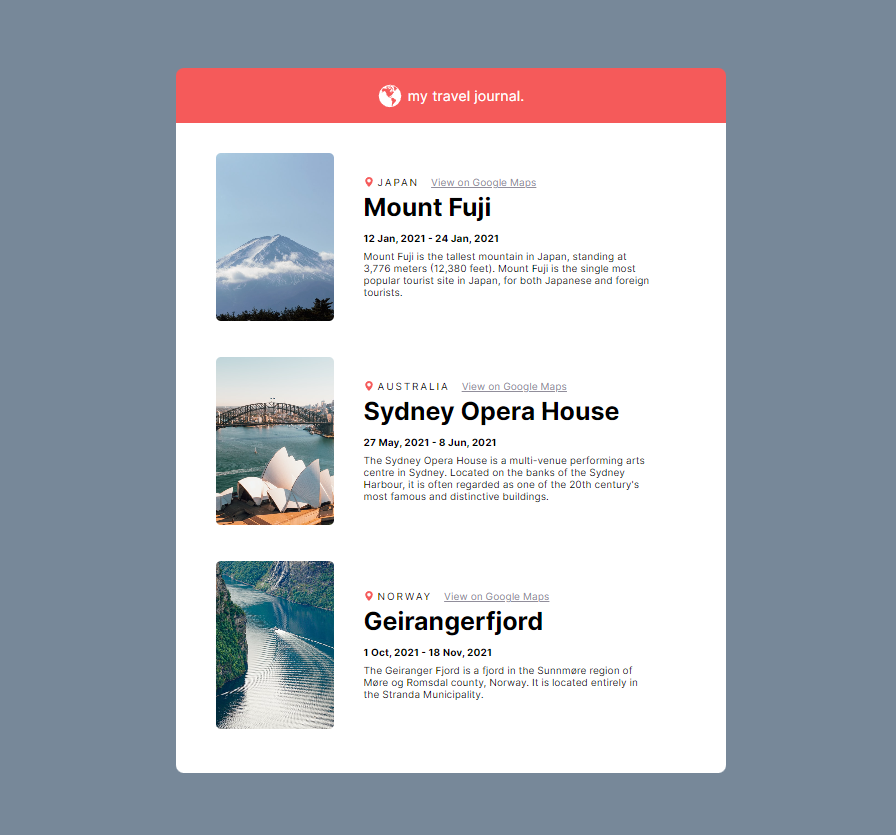 my travel journal.
JAPAN View on Google Maps
Mount Fuji
12 Jan, 2021 - 24 Jan, 2021
Mount Fuji is the tallest mountain in Japan, standing at
3,776 meters (12,380 feet). Mount Fuji is the single most
popular tourist site in Japan, for both Japanese and foreign
tourists.
AUSTRALIA View on Google Maps
Sydney Opera House
27 May, 2021 - 8 Jun, 2021
The Sydney Opera House is a multi-venue performing arts
centre in Sydney. Located on the banks of the Sydney
Harbour, it is often regarded as one of the 20th century's
most famous and distinctive buildings.
NORWAY View on Google Maps
Geirangerfjord
1 Oct, 2021 - 18 Nov, 2021
The Geiranger Fjord is a fjord in the Sunnmøre region of
Møre og Romsdal county, Norway. It is located entirely in
the Stranda Municipality.